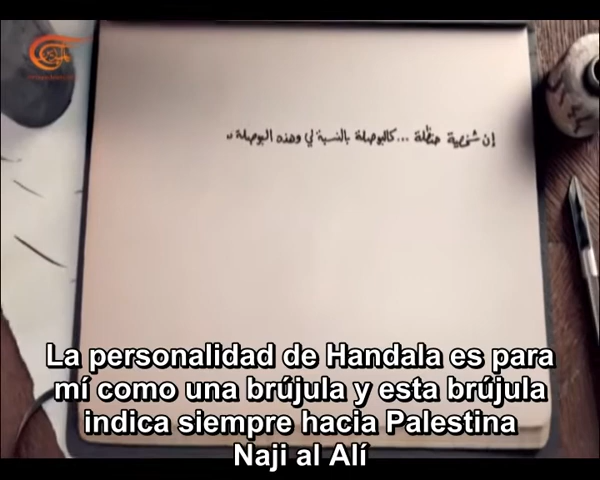 إن شخصية حنظلة ... كالبوصلة بالنسبة لي وهذه البوصلة ..
La personalidad de Handala es para
mí como una brújula y esta brújula
indica siempre hacia Palestina
Naji al Alí